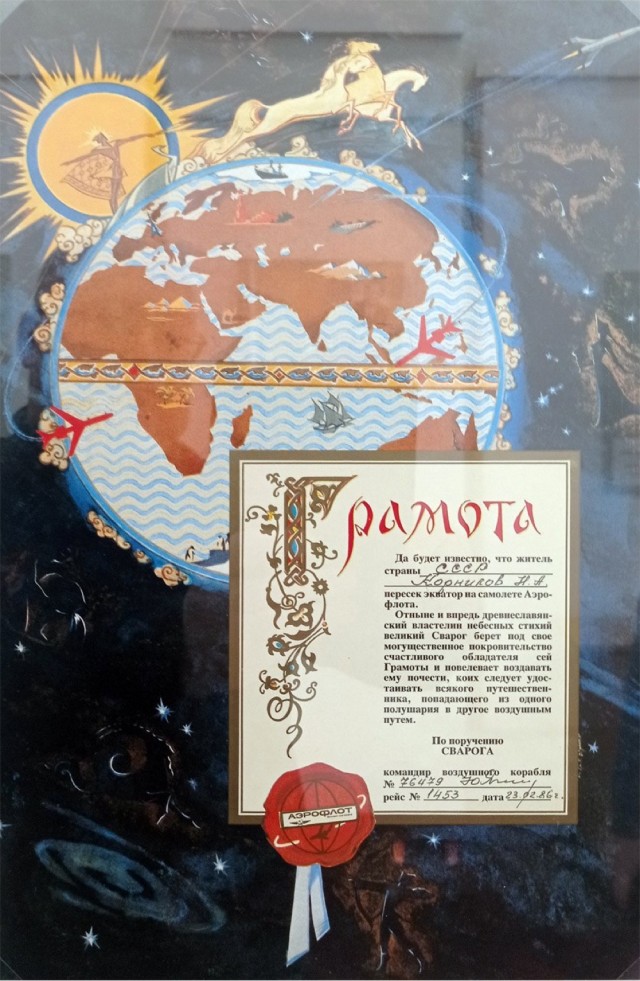 Грамота
Да будет известно, что житель
страны СССР
Корников Н. А.
пересек экватор на самолете Аэро-
флота.
Отныне и впредь древнеславян-
ский властелин небесных стихий
великий Сварог берет под свое
могущественное покровительство
счастливого обладателя сей
Грамоты и повелевает воздавать
ему почести, коих следует удос-
таивать всякого путешествен-
ника, попадающего из одного
полушария в другое воздушным
путем.
По поручению
СВАРОГА
командир воздушного корабля
№ 76479
рейс № 1453 дата 23.02.86 г.
АЭРОФЛОТ